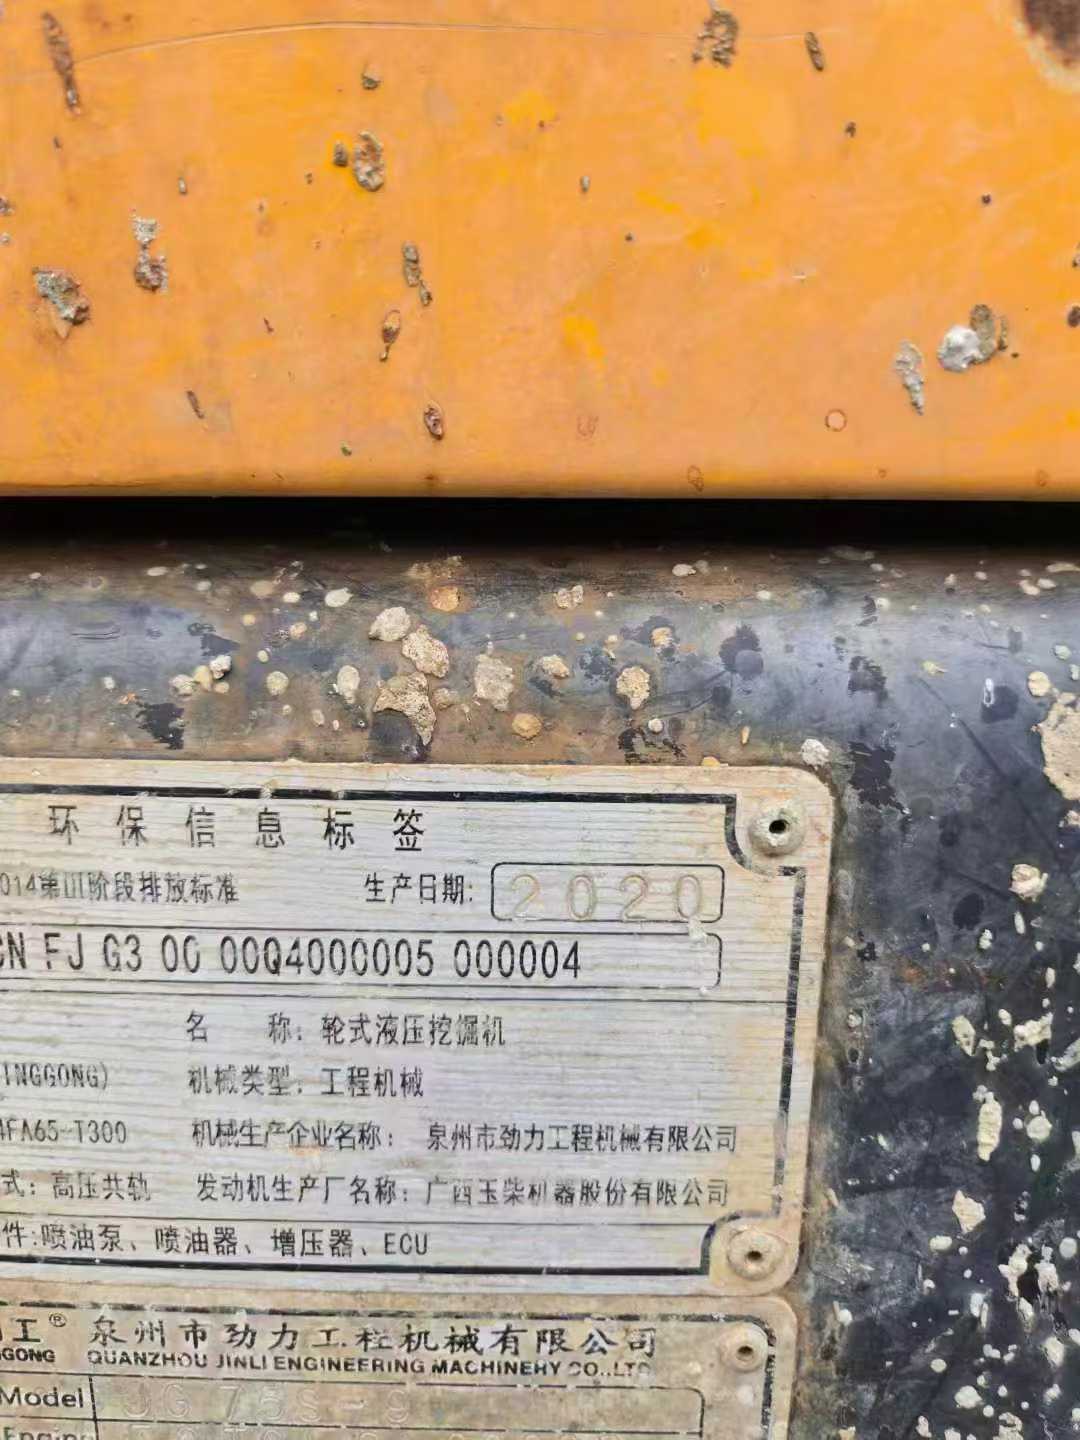 环保信息标签
014第III阶段排放标准 生产日期: 2020
CN FJ G3 00 00Q4000005 000004
名 称: 轮式液压挖掘机
INGGONG) 机械类型: 工程机械
4FA65-T300 机械生产企业名称: 泉州市劲力工程机械有限公司
式: 高压共轨 发动机生产厂名称: 广西玉柴机器股份有限公司
件:喷油泵、喷油器、增压器、ECU
工® 泉州市劲力工程机械有限公司
GGONG QUANZHOU JINLI ENGINEERING MACHINERY CO.,LTD
Model JG 75S-9
Engine